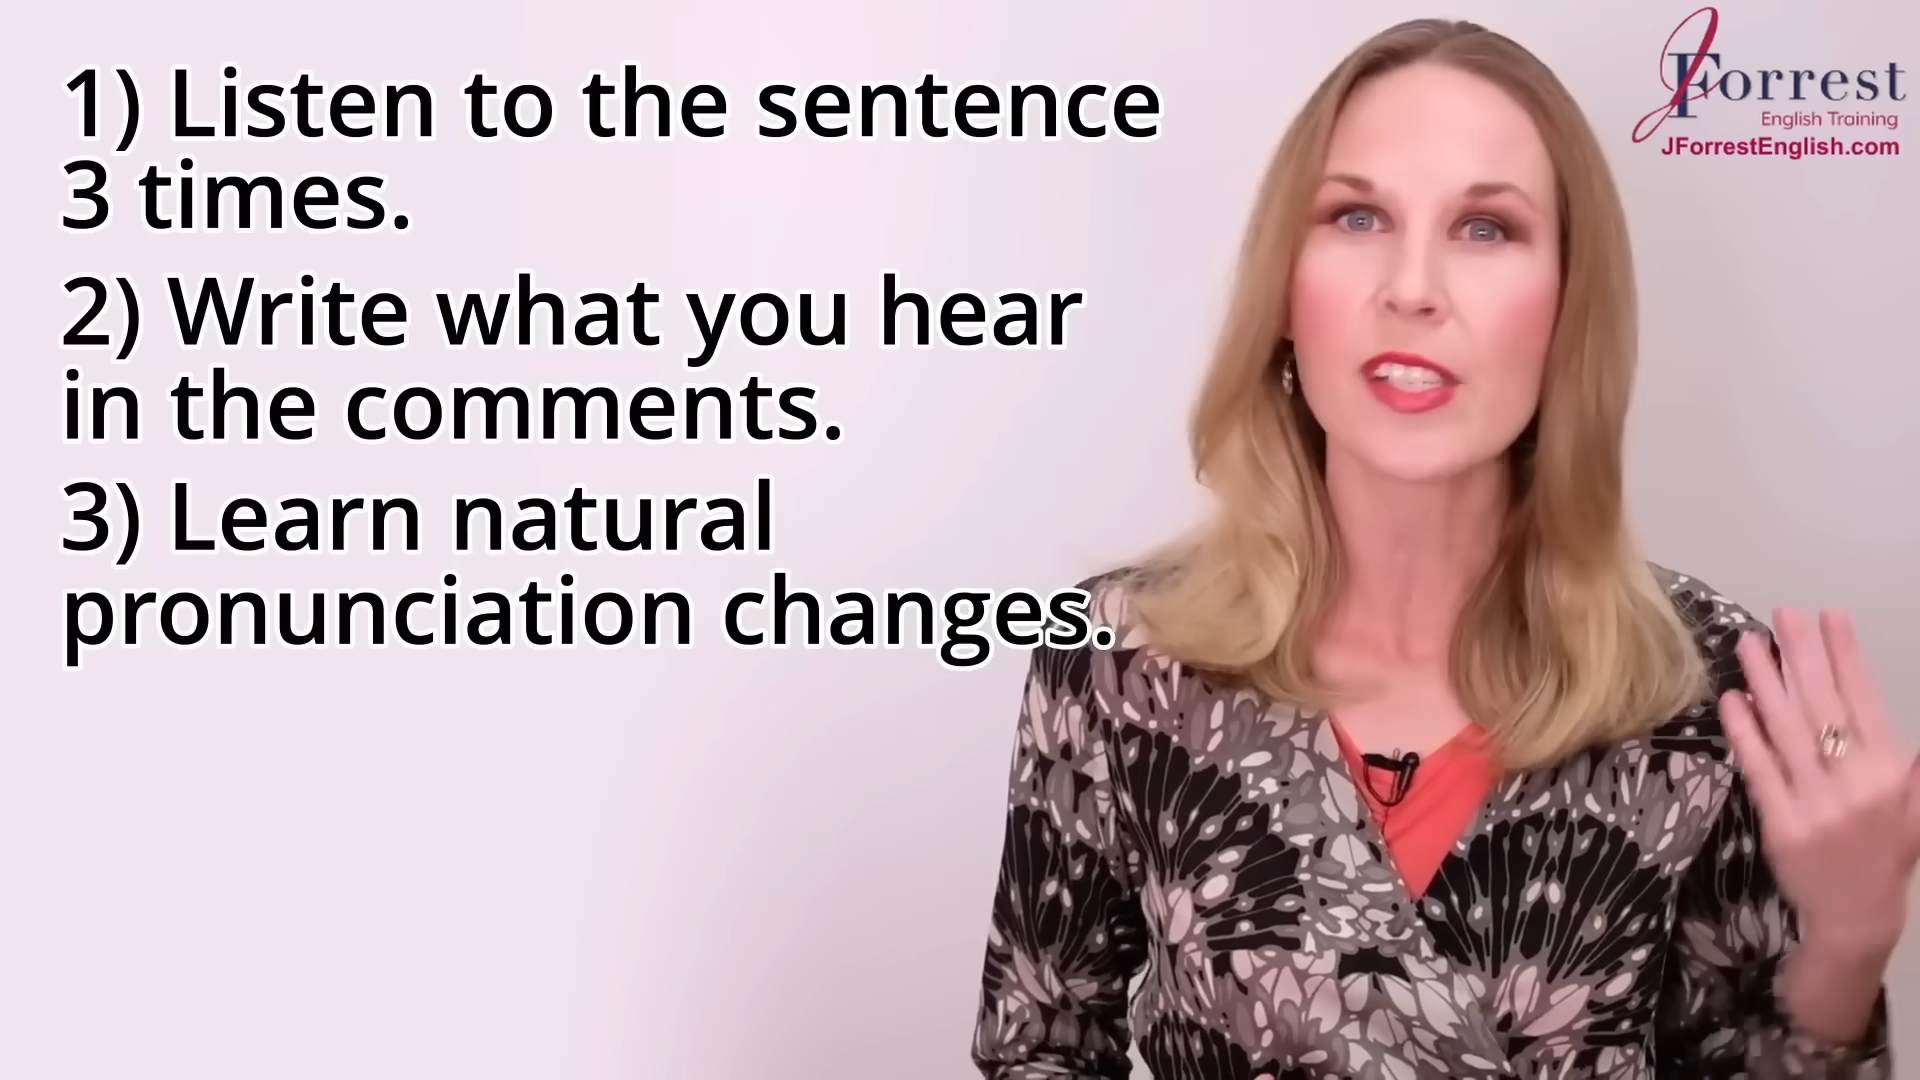 1) Listen to the sentence
3 times.
2) Write what you hear
in the comments.
3) Learn natural
pronunciation changes.
JForrest
English Training
JForrestEnglish.com